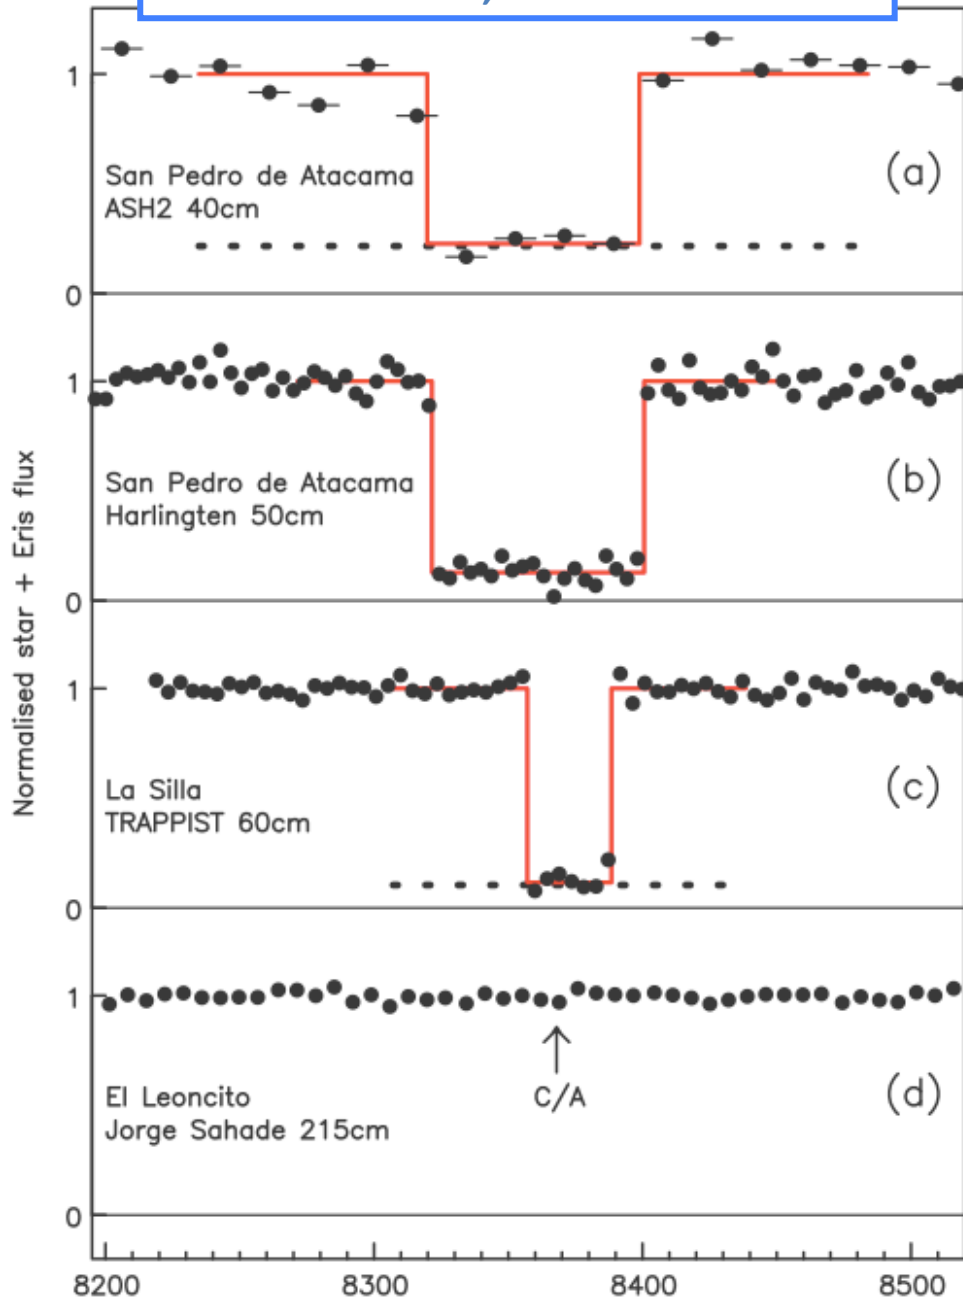 1
San Pedro de Atacama
ASH2 40cm
(a)
0
1
San Pedro de Atacama
Harlingten 50cm
(b)
0
Normalised star + Eris flux
1
La Silla
TRAPPIST 60cm
(c)
0
1
C/A
El Leoncito
Jorge Sahade 215cm
(d)
0
8200 8300 8400 8500